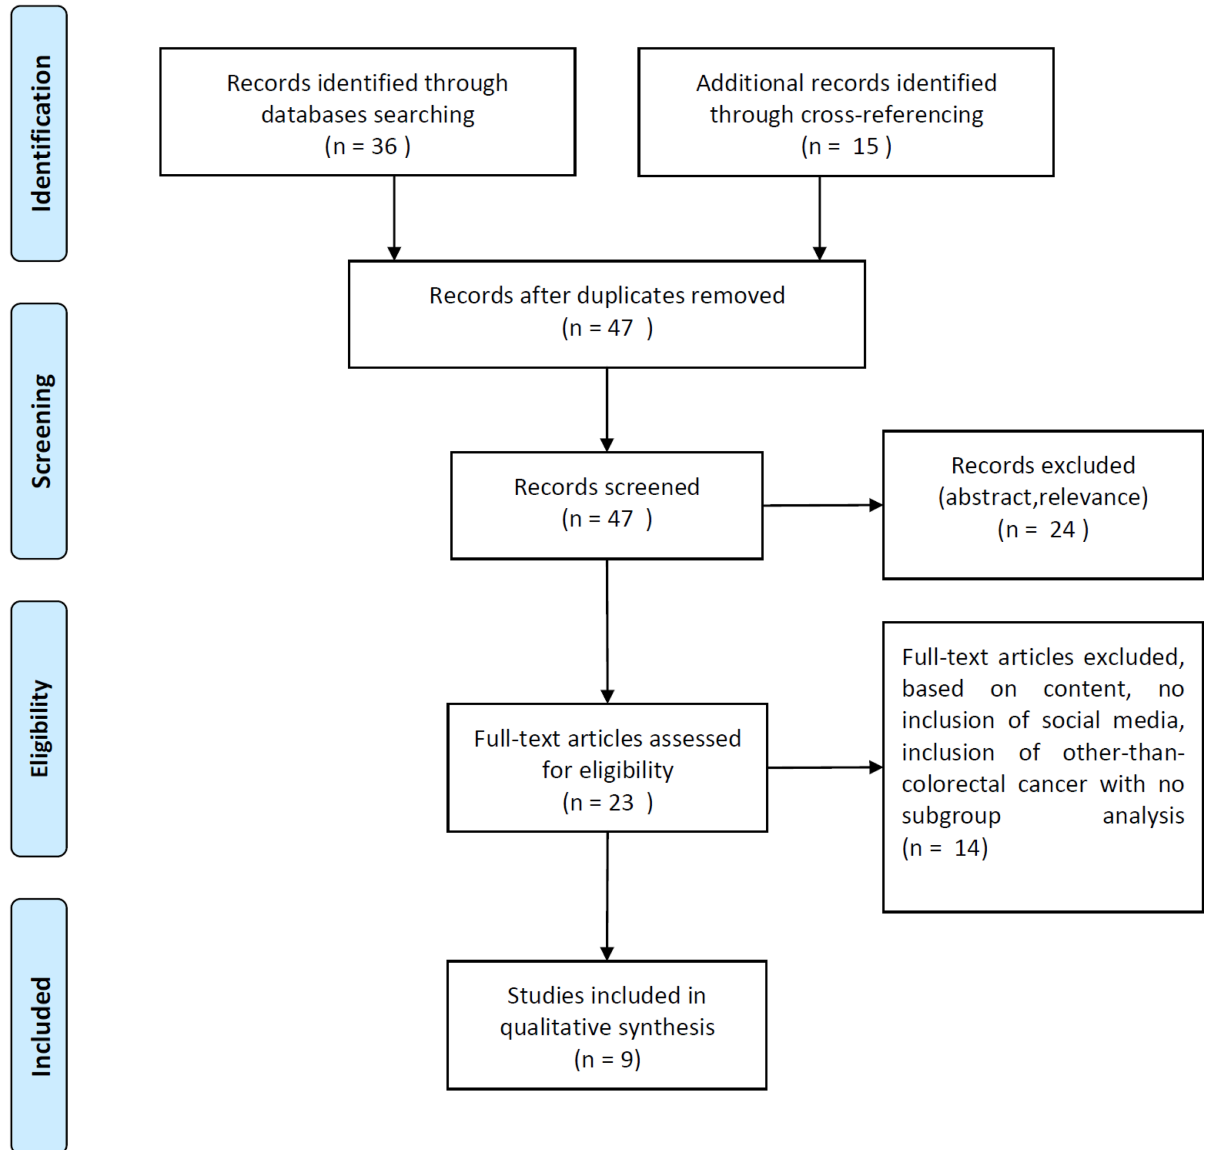 Identification
Records identified through
databases searching
(n = 36 )
Additional records identified
through cross-referencing
(n =  15 )
Records after duplicates removed
(n = 47  )
Screening
Records screened
(n = 47  )
Records excluded
(abstract,relevance)
(n =  24 )
Eligibility
Full-text articles assessed
for eligibility
(n = 23  )
Full-text articles excluded,
based on content, no
inclusion of social media,
inclusion of other-than-
colorectal cancer with no
subgroup analysis
(n =  14)
Included
Studies included in
qualitative synthesis
(n = 9)